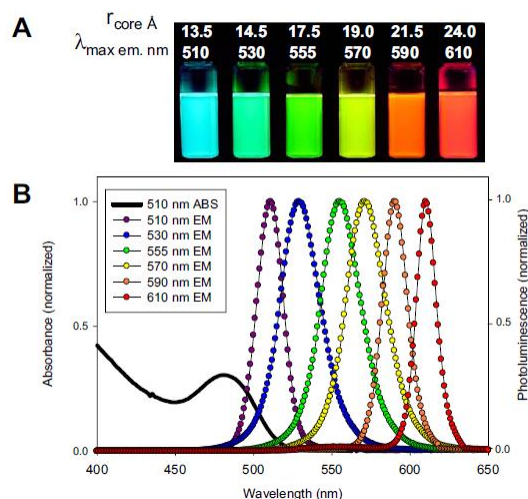 A
r core Å
13.5 14.5 17.5 19.0 21.5 24.0
λ max em. nm
510 530 555 570 590 610
B
510 nm ABS
510 nm EM
530 nm EM
555 nm EM
570 nm EM
590 nm EM
610 nm EM
Absorbance (normalized)
1.0
0.5
0.0
Photoluminescence (normalized)
1.0
0.5
0.0
400 450 500 550 600 650
Wavelength (nm)